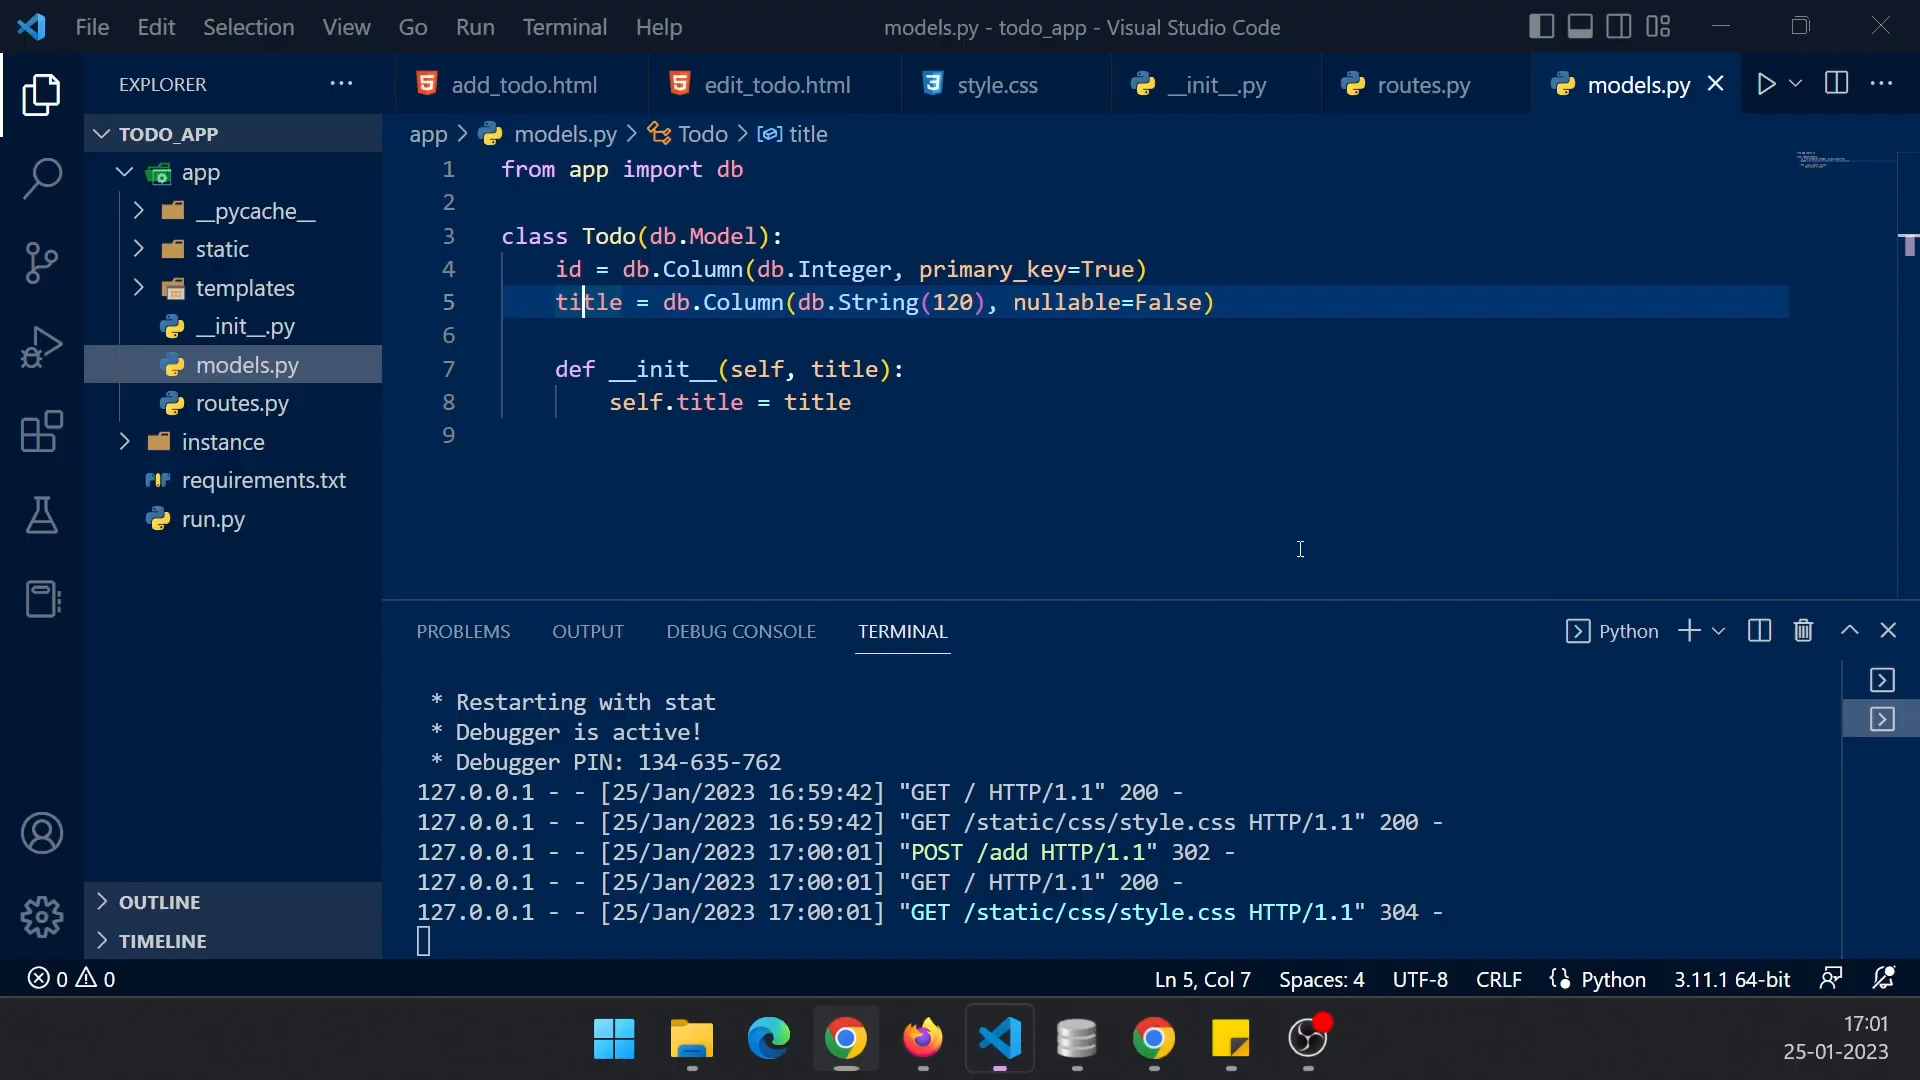 File Edit Selection View Go Run Terminal Help
models.py - todo_app - Visual Studio Code
EXPLORER
add_todo.html edit_todo.html style.css __init__.py routes.py models.py
TODO_APP
app
__pycache__
static
templates
__init__.py
models.py
routes.py
instance
requirements.txt
run.py
OUTLINE
TIMELINE
app > models.py > Todo > title
1 from app import db
2
3 class Todo(db.Model):
4 id = db.Column(db.Integer, primary_key=True)
5 title = db.Column(db.String(120), nullable=False)
6
7 def __init__(self, title):
8 self.title = title
9
PROBLEMS OUTPUT DEBUG CONSOLE TERMINAL
Python
* Restarting with stat
* Debugger is active!
* Debugger PIN: 134-635-762
127.0.0.1 - - [25/Jan/2023 16:59:42] "GET / HTTP/1.1" 200 -
127.0.0.1 - - [25/Jan/2023 16:59:42] "GET /static/css/style.css HTTP/1.1" 200 -
127.0.0.1 - - [25/Jan/2023 17:00:01] "POST /add HTTP/1.1" 302 -
127.0.0.1 - - [25/Jan/2023 17:00:01] "GET / HTTP/1.1" 200 -
127.0.0.1 - - [25/Jan/2023 17:00:01] "GET /static/css/style.css HTTP/1.1" 304 -
0 0
Ln 5, Col 7 Spaces: 4 UTF-8 CRLF Python 3.11.1 64-bit
17:01
25-01-2023